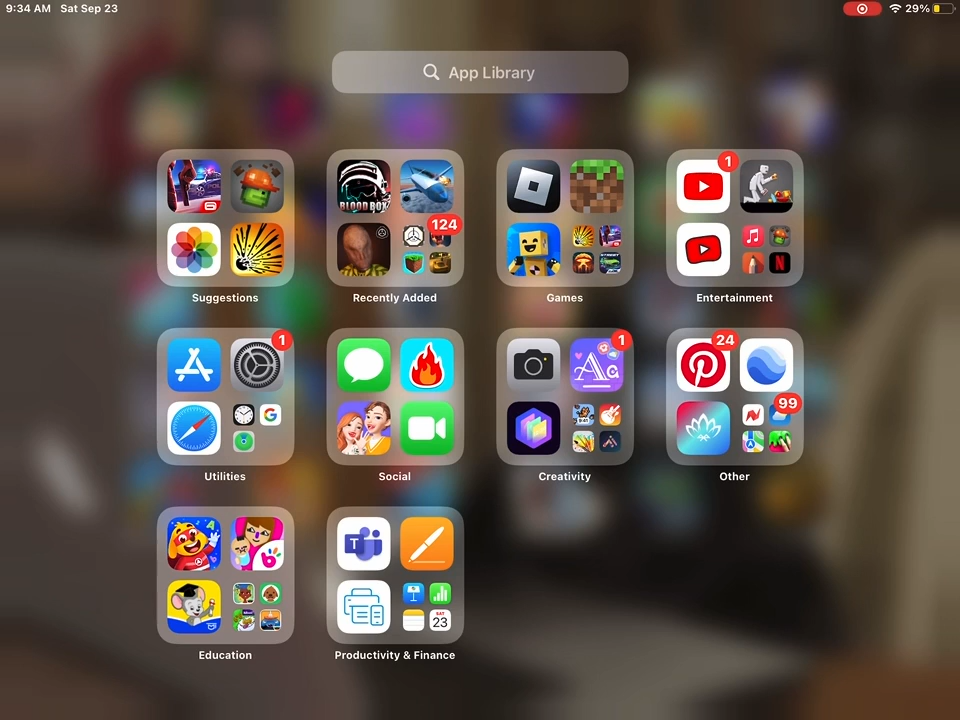 9:34 AM Sat Sep 23
29%
App Library
BLOOD BOX
124
1
Suggestions
Recently Added
Games
Entertainment
1
1
24
99
Utilities
Social
Creativity
Other
T
SAT
23
Education
Productivity & Finance